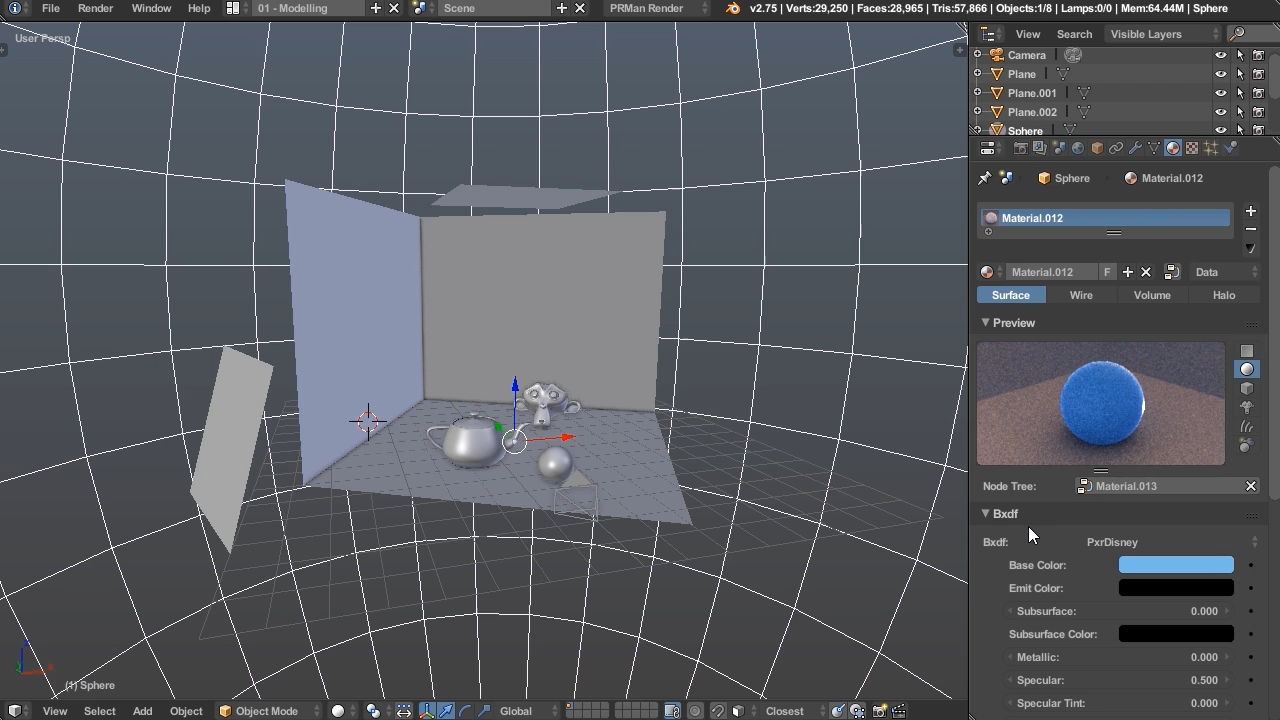 File Render Window Help 01 - Modelling Scene PRMan Render v2.75 | Verts:29,250 | Faces:28,965 | Tris:57,866 | Objects:1/8 | Lamps:0/0 | Mem:64.44M | Sphere
User Persp
View Search Visible Layers
Camera
Plane
Plane.001
Plane.002
Sphere
Sphere Material.012
Material.012
Material.012 F Data
Surface Wire Volume Halo
Preview
Node Tree: Material.013
Bxdf
Bxdf: PxrDisney
Base Color:
Emit Color:
Subsurface: 0.000
Subsurface Color:
Metallic: 0.000
Specular: 0.500
Specular Tint: 0.000
(1) Sphere
View Select Add Object Object Mode Global Closest